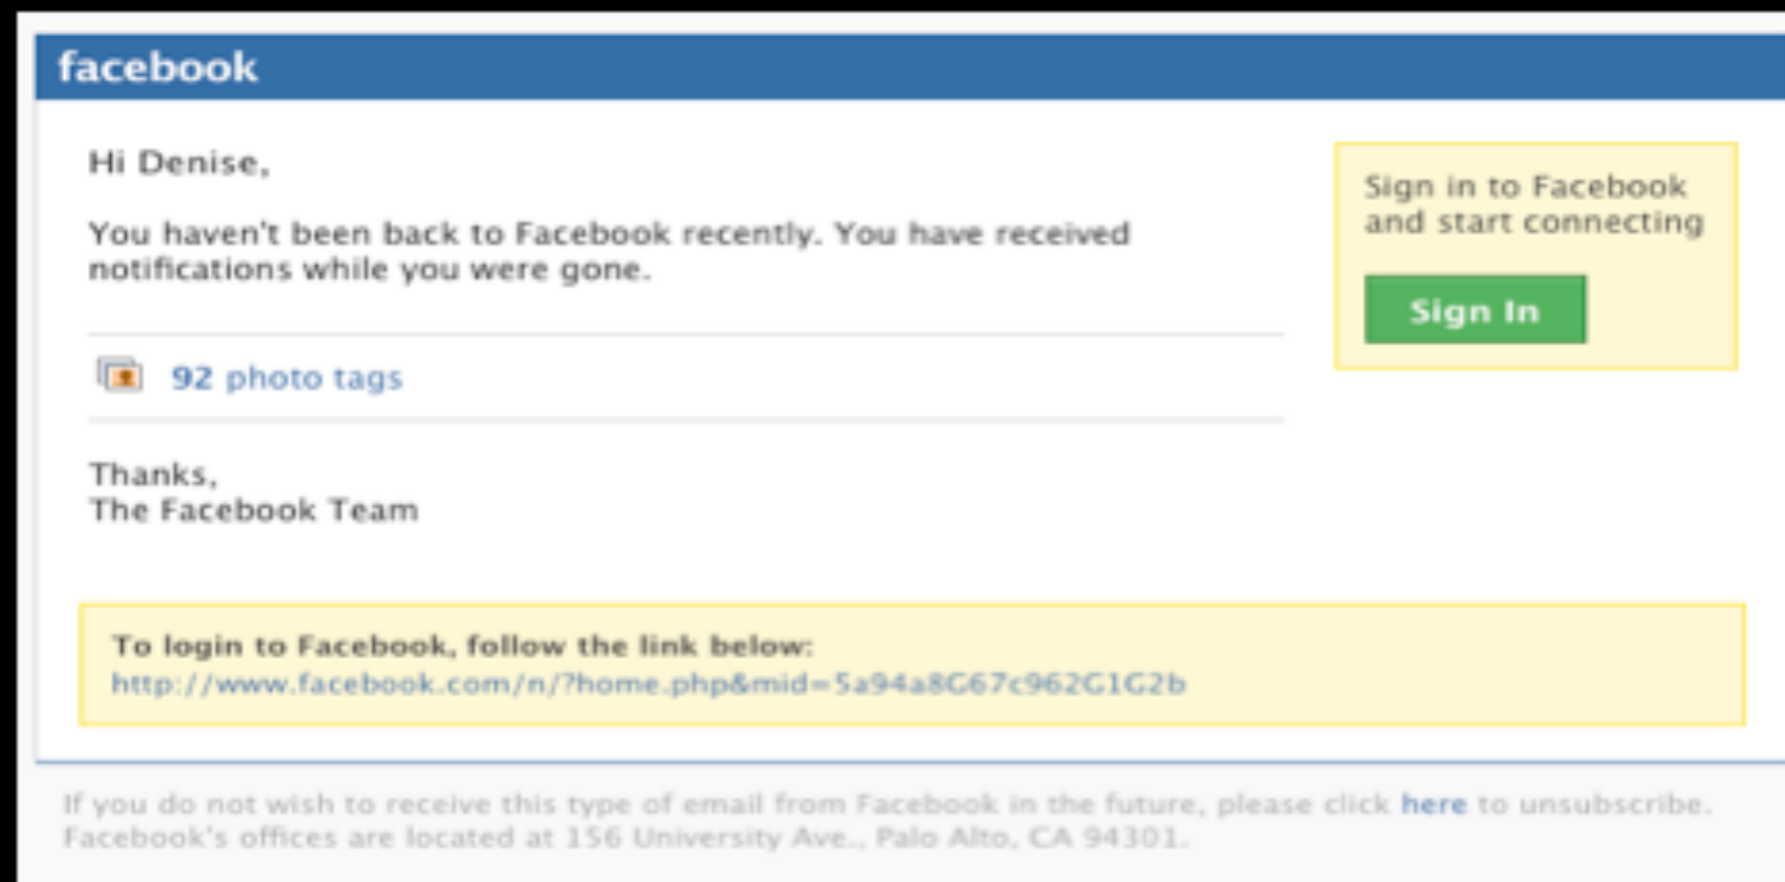 facebook
Hi Denise,
You haven't been back to Facebook recently. You have received
notifications while you were gone.
92 photo tags
Thanks,
The Facebook Team
Sign in to Facebook
and start connecting
Sign In
To login to Facebook, follow the link below:
http://www.facebook.com/n/?home.php&mid=5a94a8G67c962G1G2b
If you do not wish to receive this type of email from Facebook in the future, please click here to unsubscribe.
Facebook's offices are located at 156 University Ave., Palo Alto, CA 94301.